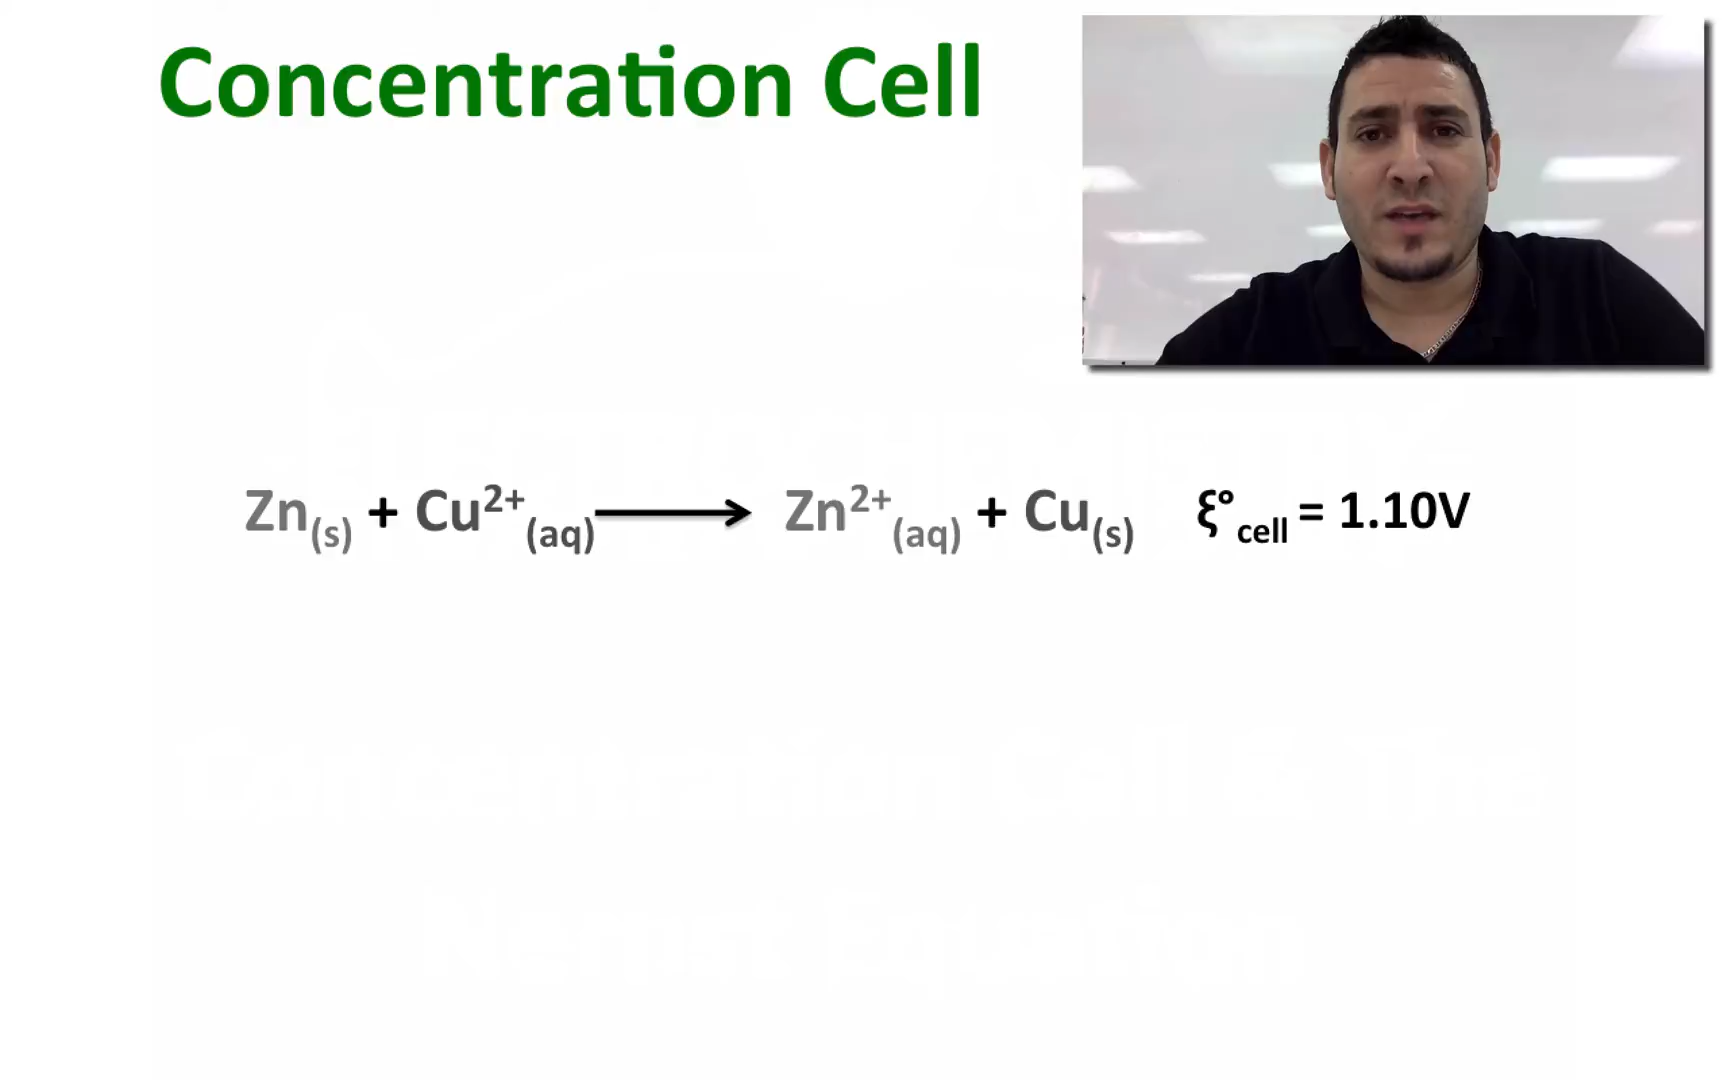 Concentration Cell
Zn(s) + Cu2+(aq) ⟶ Zn2+(aq) + Cu(s) ξ°cell = 1.10V